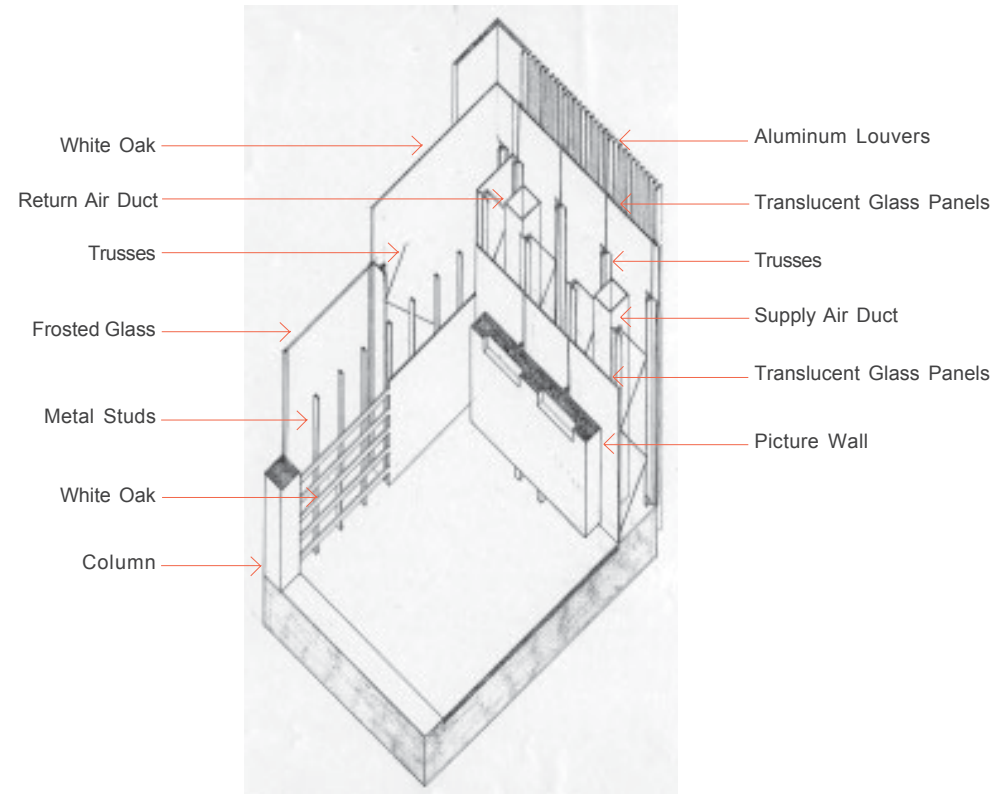 White Oak
Return Air Duct
Trusses
Frosted Glass
Metal Studs
White Oak
Column
Aluminum Louvers
Translucent Glass Panels
Trusses
Supply Air Duct
Translucent Glass Panels
Picture Wall